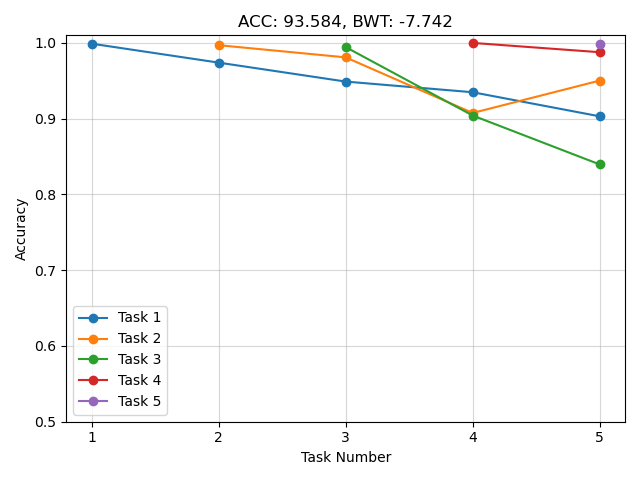 ACC: 93.584, BWT: -7.742
1.0
0.9
0.8
0.7
0.6
0.5
Accuracy
Task 1
Task 2
Task 3
Task 4
Task 5
1 2 3 4 5
Task Number